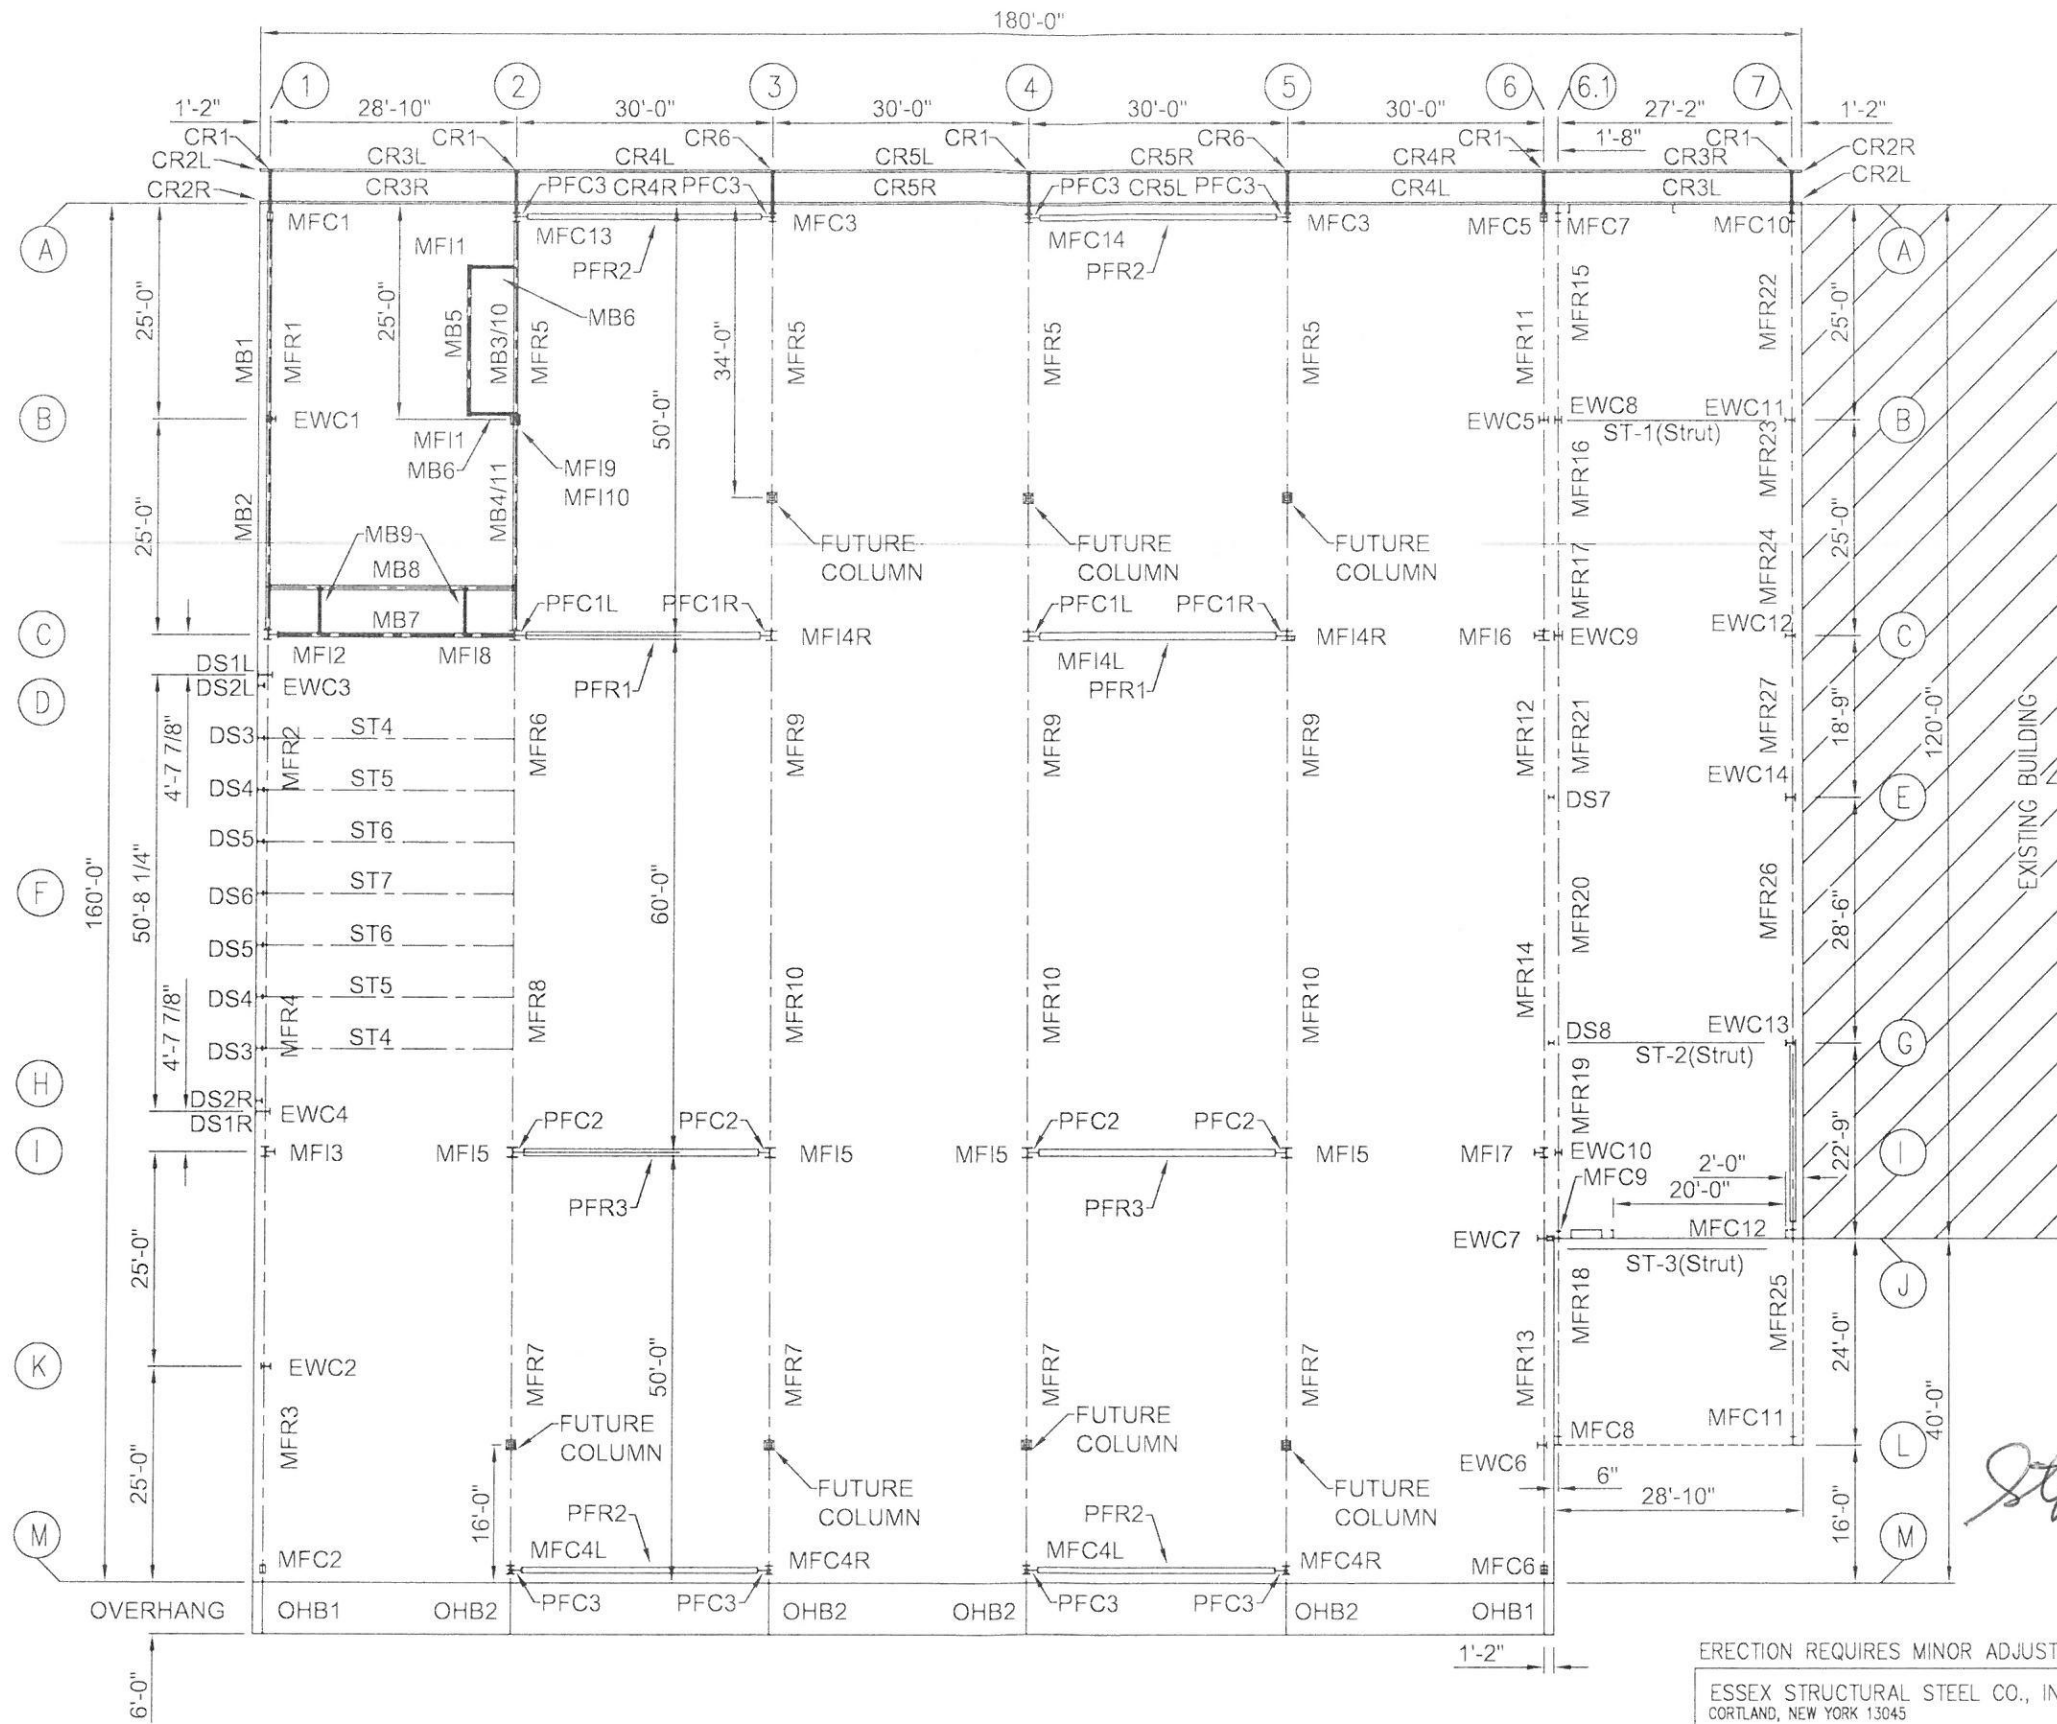 180'-0"
1 2 3 4 5 6 6.1 7
1'-2" 28'-10" 30'-0" 30'-0" 30'-0" 30'-0" 27'-2" 1'-2"
1'-8"
CR1 CR1 CR6 CR1 CR6 CR1 CR1
CR2L CR3L CR4L CR5L CR5R CR4R CR3R CR2R
CR2R CR3R PFC3 CR4R PFC3 CR5R PFC3 CR5L PFC3 CR4L CR3L CR2L
MFC1 MFI1 MFC13 MFC3 MFC14 MFC3 MFC5 MFC7 MFC10
A PFR2 PFR2 A
MB6
25'-0" MB1 MFR1 25'-0" MB5 MB3/10 MFR5 34'-0" MFR5 MFR5 MFR5 MFR11 MFR15 MFR22 25'-0"
50'-0"
B EWC1 EWC5 EWC8 EWC11 B
MFI1 ST-1(Strut)
MB6 MFI9
MFI10
25'-0" MB2 MB4/11 MFR16 MFR23 25'-0"
MB9 FUTURE FUTURE FUTURE
COLUMN COLUMN COLUMN
MB8 MFR17 MFR24
MB7 PFC1L PFC1R PFC1L PFC1R EWC12
C MFI4R MFI4R MFI6 EWC9 C
MFI2 MFI8 MFI4L
DS1L PFR1 PFR1
DS2L EWC3
D
4'-7 7/8" MFR2 MFR6 MFR9 MFR9 MFR9 MFR12 MFR21 MFR27 18'-9" 120'-0"
DS3 ST4
EWC14
DS4 ST5 DS7 E
EXISTING BUILDING
DS5 ST6
160'-0" 50'-8 1/4" 60'-0"
F DS6 ST7
MFR20 MFR26 28'-6"
DS5 ST6
DS4 ST5
4'-7 7/8" MFR4 MFR8 MFR10 MFR10 MFR10 MFR14
DS3 ST4 DS8 EWC13 G
ST-2(Strut)
H
DS2R MFR19
DS1R EWC4
PFC2 PFC2 PFC2 PFC2
I MFI3 MFI5 MFI5 MFI5 MFI5 MFI7 EWC10 I
MFC9 2'-0" 22'-9"
PFR3 PFR3 20'-0"
EWC7 MFC12
ST-3(Strut)
25'-0" J
MFR18 MFR25
K EWC2
50'-0" MFR7 MFR7 MFR7 MFR7 MFR13 24'-0"
MFR3 FUTURE FUTURE MFC8 MFC11 40'-0"
COLUMN COLUMN L
EWC6
25'-0" FUTURE FUTURE 6"
COLUMN COLUMN 28'-10"
16'-0" PFR2 PFR2 16'-0"
M MFC2 MFC4L MFC4R MFC4L MFC4R MFC6 M
OVERHANG OHB1 OHB2 PFC3 PFC3 OHB2 OHB2 PFC3 PFC3 OHB2 OHB1
6'-0" 1'-2"
ERECTION REQUIRES MINOR ADJUST
ESSEX STRUCTURAL STEEL CO., IN
CORTLAND, NEW YORK 13045